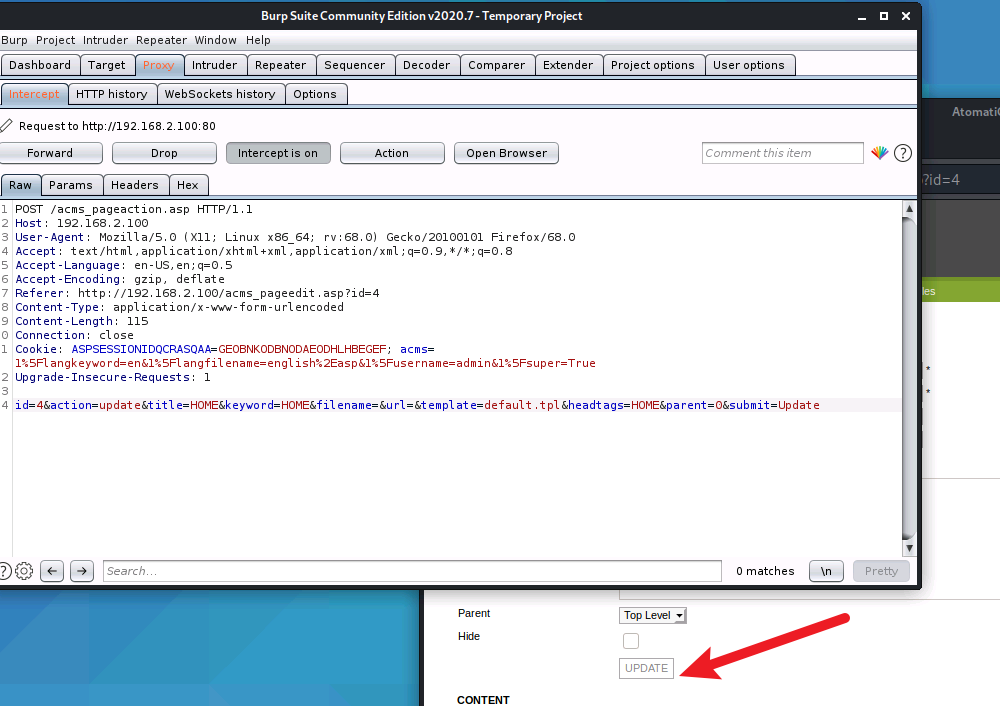 Burp Suite Community Edition v2020.7 - Temporary Project
Burp Project Intruder Repeater Window Help
Dashboard Target Proxy Intruder Repeater Sequencer Decoder Comparer Extender Project options User options
Intercept HTTP history WebSockets history Options
Request to http://192.168.2.100:80
Forward Drop Intercept is on Action Open Browser Comment this item ?
Raw Params Headers Hex
1 POST /acms_pageaction.asp HTTP/1.1
2 Host: 192.168.2.100
3 User-Agent: Mozilla/5.0 (X11; Linux x86_64; rv:68.0) Gecko/20100101 Firefox/68.0
4 Accept: text/html,application/xhtml+xml,application/xml;q=0.9,*/*;q=0.8
5 Accept-Language: en-US,en;q=0.5
6 Accept-Encoding: gzip, deflate
7 Referer: http://192.168.2.100/acms_pageedit.asp?id=4
8 Content-Type: application/x-www-form-urlencoded
9 Content-Length: 115
0 Connection: close
1 Cookie: ASPSESSIONIDQCRASQAA=GEOBNKODBNODAEODHLHBEGEF; acms=
1%5Flangkeyword=en&1%5Flangfilename=english%2Easp&1%5Fusername=admin&1%5Fsuper=True
2 Upgrade-Insecure-Requests: 1
3
4 id=4&action=update&title=HOME&keyword=HOME&filename=&url=&template=default.tpl&headtags=HOME&parent=0&submit=Update
? Search... 0 matches \n Pretty
Atomati
?id=4
les
*
*
Parent Top Level
Hide
UPDATE
CONTENT